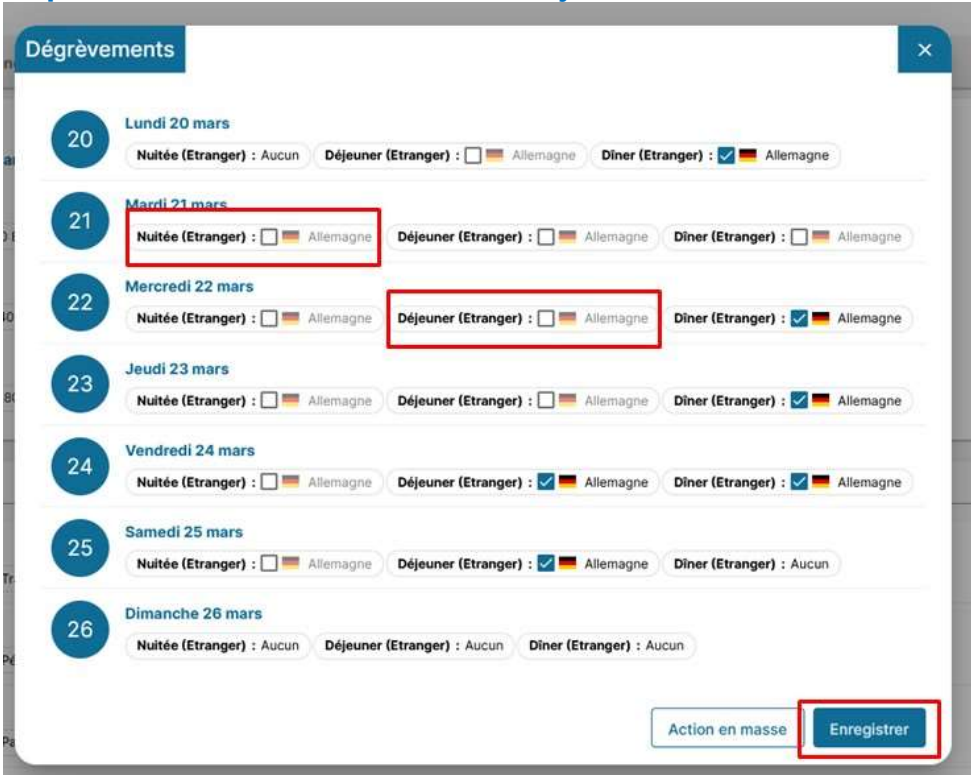 Dégrèvements
20
Lundi 20 mars
Nuitée (Etranger) : Aucun Déjeuner (Etranger) : Allemagne Dîner (Etranger) : Allemagne
21
Mardi 21 mars
Nuitée (Etranger) : Allemagne Déjeuner (Etranger) : Allemagne Dîner (Etranger) : Allemagne
22
Mercredi 22 mars
Nuitée (Etranger) : Allemagne Déjeuner (Etranger) : Allemagne Dîner (Etranger) : Allemagne
23
Jeudi 23 mars
Nuitée (Etranger) : Allemagne Déjeuner (Etranger) : Allemagne Dîner (Etranger) : Allemagne
24
Vendredi 24 mars
Nuitée (Etranger) : Allemagne Déjeuner (Etranger) : Allemagne Dîner (Etranger) : Allemagne
25
Samedi 25 mars
Nuitée (Etranger) : Allemagne Déjeuner (Etranger) : Allemagne Dîner (Etranger) : Aucun
26
Dimanche 26 mars
Nuitée (Etranger) : Aucun Déjeuner (Etranger) : Aucun Dîner (Etranger) : Aucun
Action en masse Enregistrer